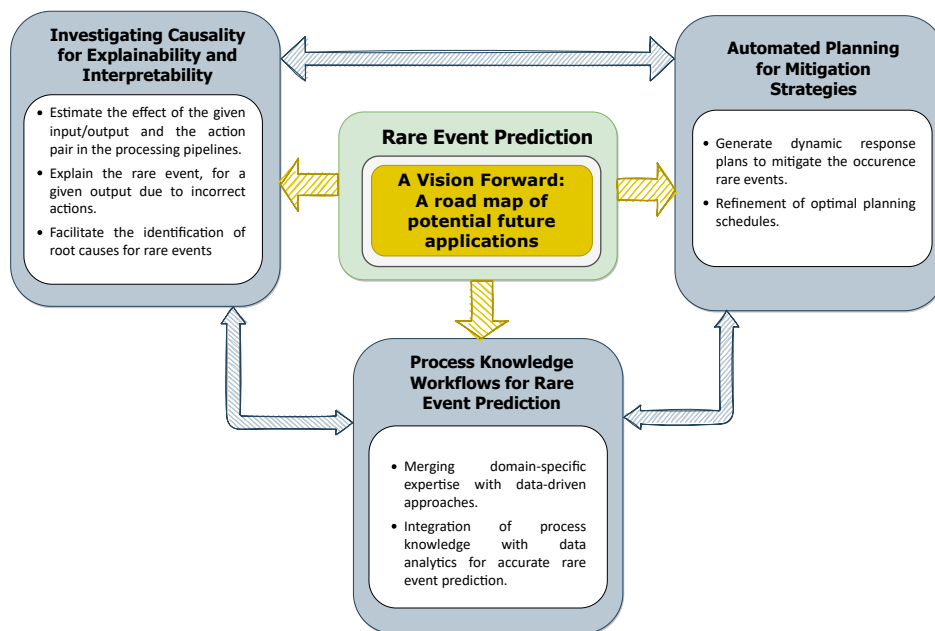 Investigating Causality
for Explainability and
Interpretability
• Estimate the effect of the given
input/output and the action
pair in the processing pipelines.
• Explain the rare event, for a
given output due to incorrect
actions.
• Facilitate the identification of
root causes for rare events
Rare Event Prediction
A Vision Forward:
A road map of
potential future
applications
Automated Planning
for Mitigation
Strategies
• Generate dynamic response
plans to mitigate the occurence
rare events.
• Refinement of optimal planning
schedules.
Process Knowledge
Workflows for Rare
Event Prediction
• Merging domain-specific
expertise with data-driven
approaches.
• Integration of process
knowledge with data
analytics for accurate rare
event prediction.